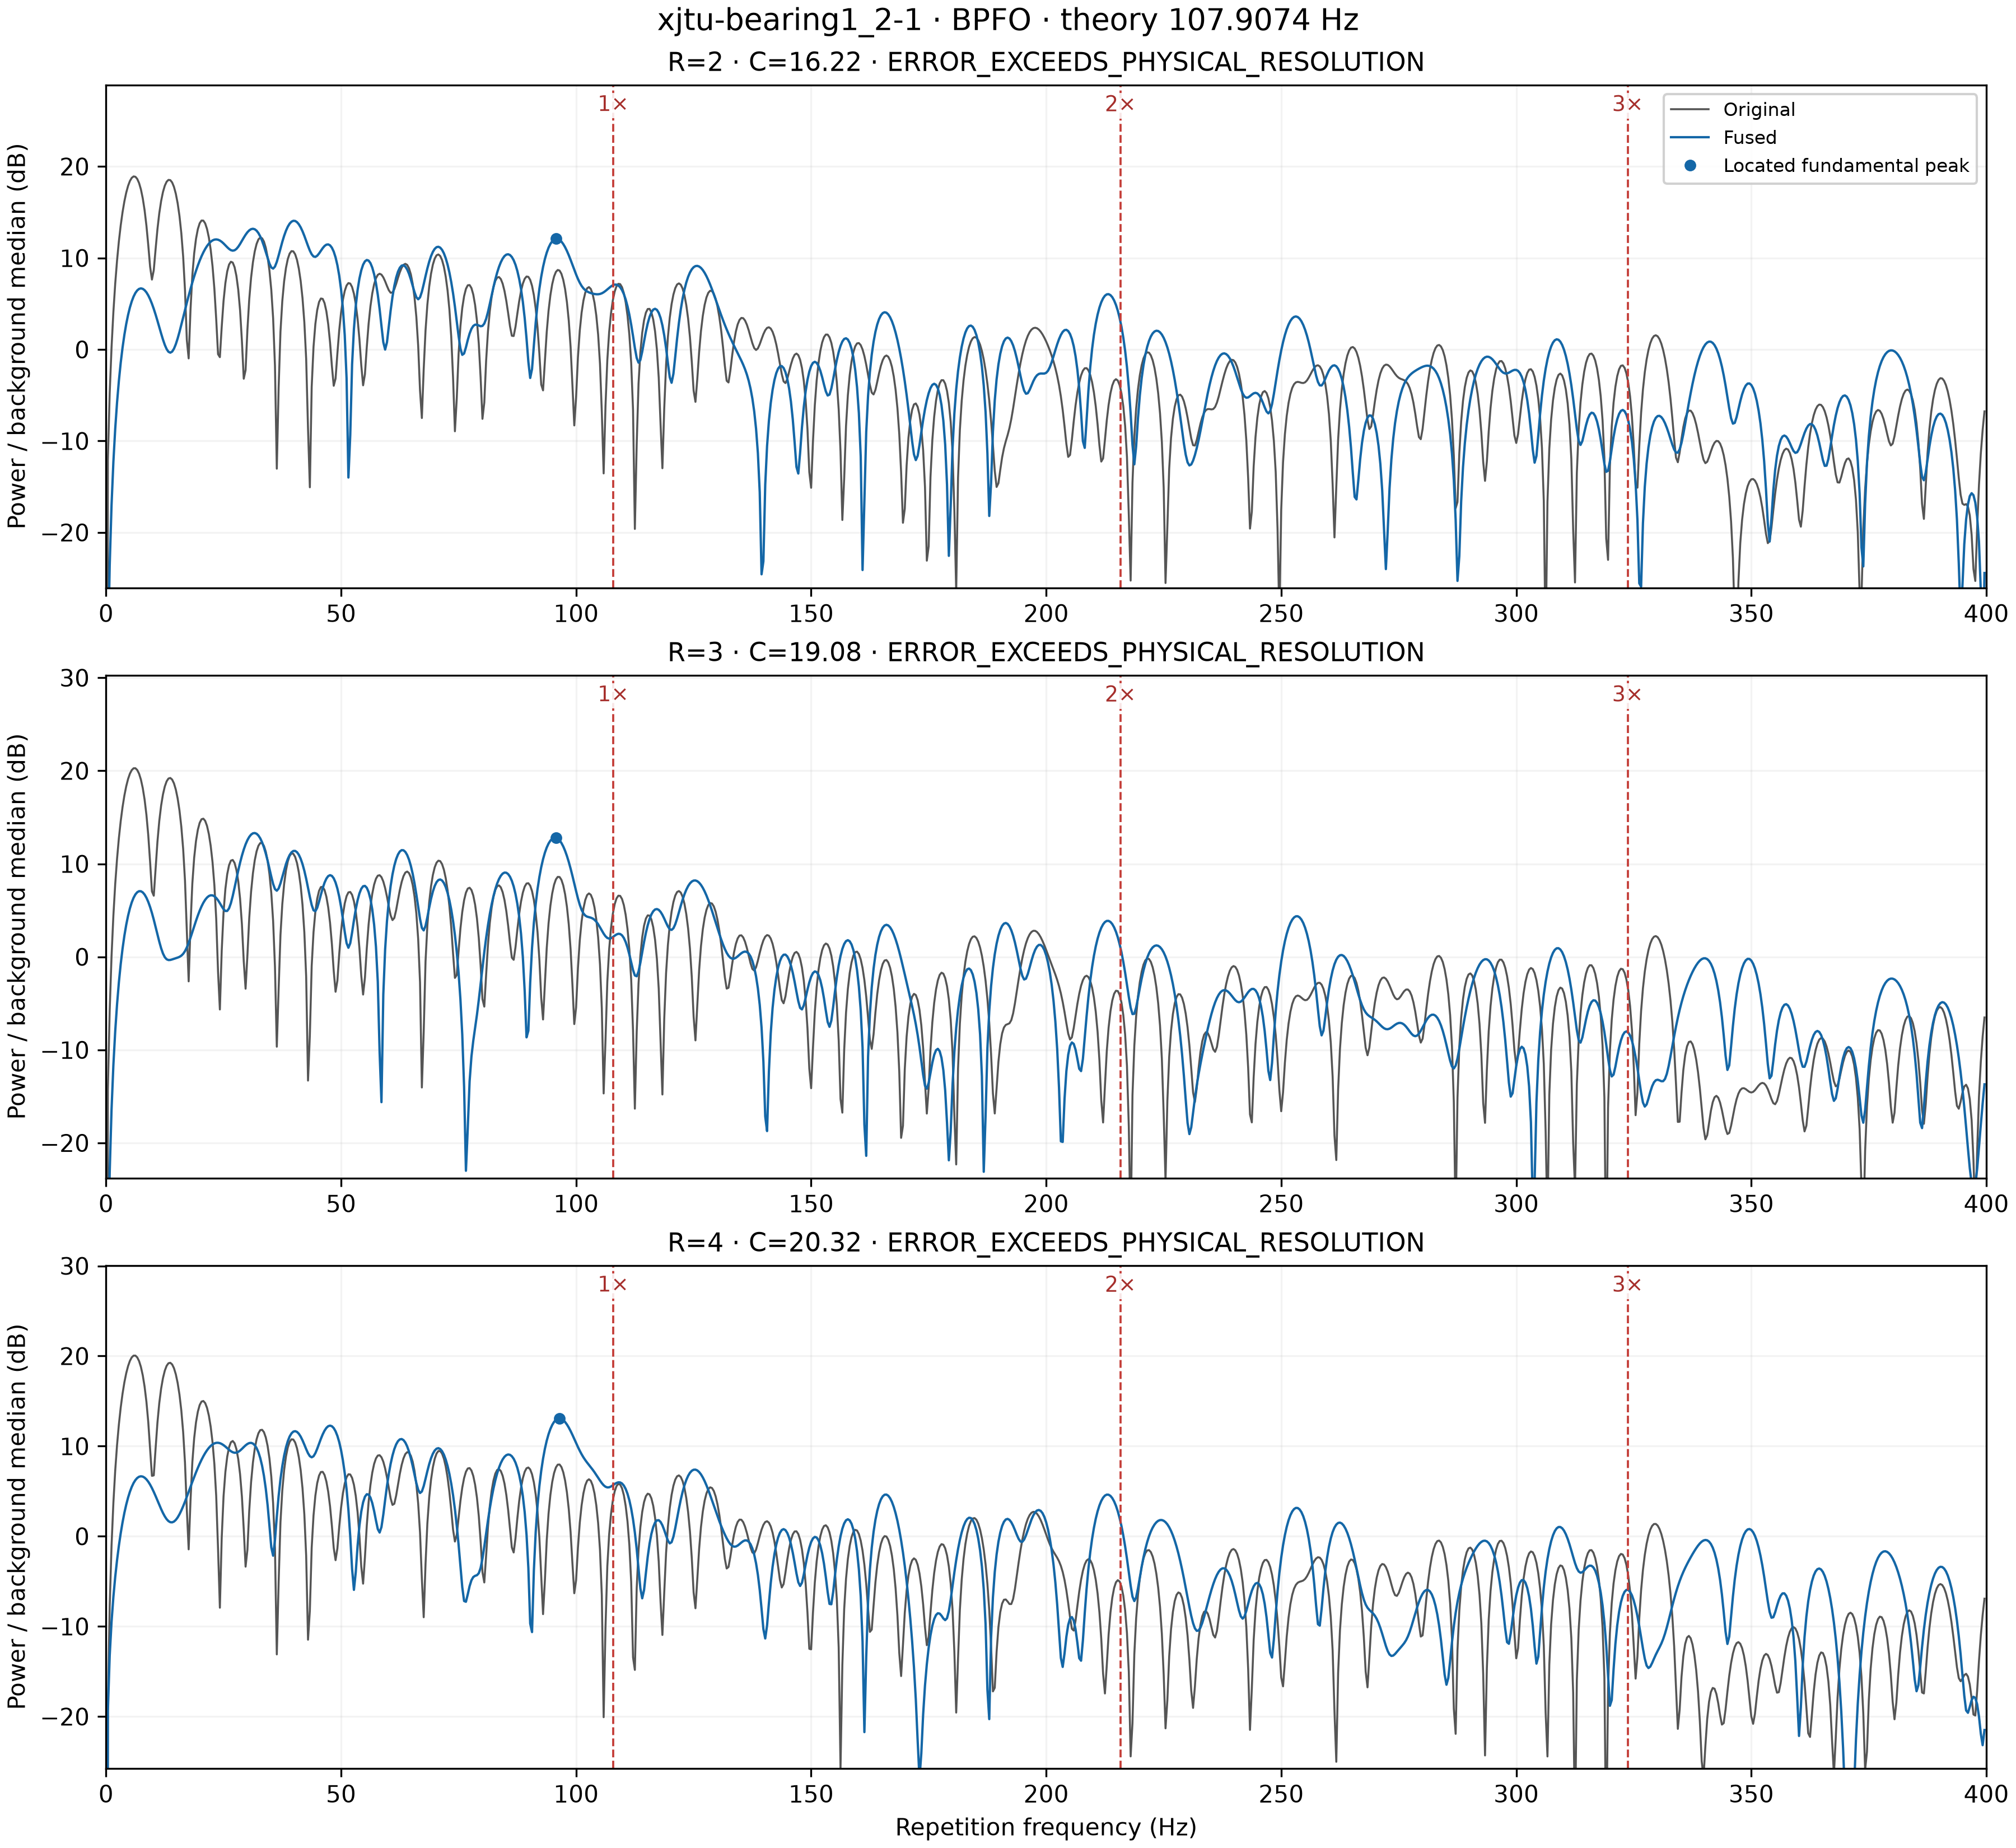 xjtu-bearing1_2-1 · BPFO · theory 107.9074 Hz
R=2 · C=16.22 · ERROR_EXCEEDS_PHYSICAL_RESOLUTION
1× 2× 3×
Original
Fused
Located fundamental peak
Power / background median (dB)
20
10
0
−10
−20
0 50 100 150 200 250 300 350 400
R=3 · C=19.08 · ERROR_EXCEEDS_PHYSICAL_RESOLUTION
1× 2× 3×
Power / background median (dB)
30
20
10
0
−10
−20
0 50 100 150 200 250 300 350 400
R=4 · C=20.32 · ERROR_EXCEEDS_PHYSICAL_RESOLUTION
1× 2× 3×
Power / background median (dB)
30
20
10
0
−10
−20
0 50 100 150 200 250 300 350 400
Repetition frequency (Hz)